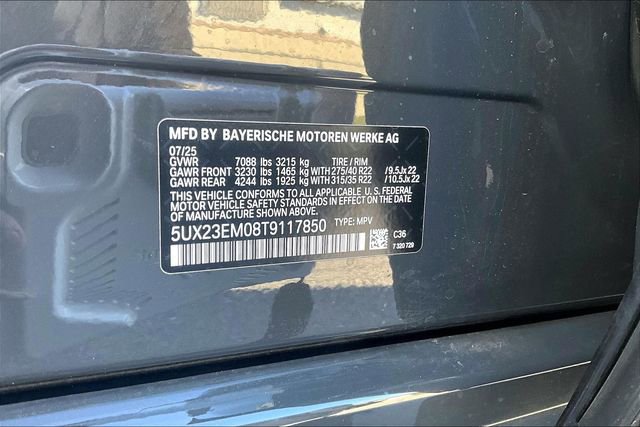 MFD BY BAYERISCHE MOTOREN WERKE AG
07/25
GVWR 7088 lbs 3215 kg TIRE / RIM
GAWR FRONT 3230 lbs 1465 kg WITH 275/40 R22 /9.5Jx22
GAWR REAR 4244 lbs 1925 kg WITH 315/35 R22 /10.5Jx22
THIS VEHICLE CONFORMS TO ALL APPLICABLE U.S. FEDERAL
MOTOR VEHICLE SAFETY STANDARDS IN EFFECT ON THE
DATE OF MANUFACTURE SHOWN ABOVE.
5UX23EM08T9117850 TYPE: MPV
C36
7 320 729